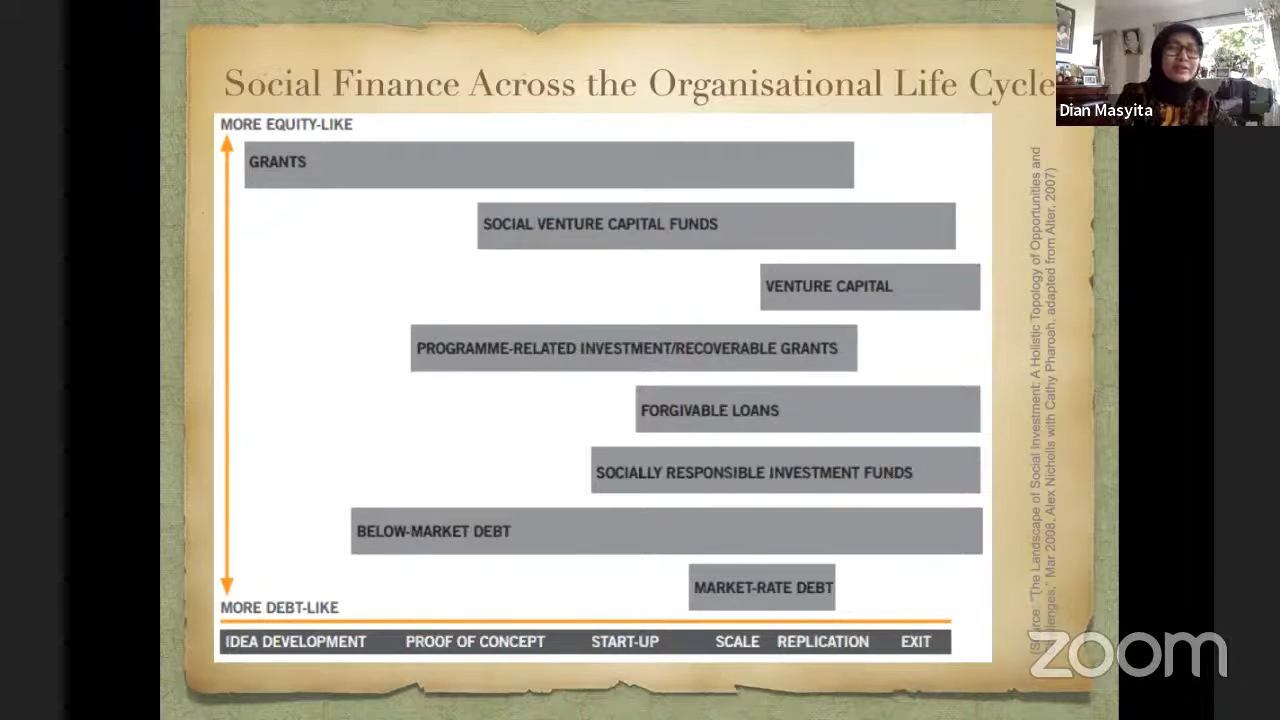 Social Finance Across the Organisational Life Cycle
Dian Masyita
MORE EQUITY-LIKE
GRANTS
SOCIAL VENTURE CAPITAL FUNDS
VENTURE CAPITAL
PROGRAMME-RELATED INVESTMENT/RECOVERABLE GRANTS
FORGIVABLE LOANS
SOCIALLY RESPONSIBLE INVESTMENT FUNDS
BELOW-MARKET DEBT
MARKET-RATE DEBT
MORE DEBT-LIKE
IDEA DEVELOPMENT PROOF OF CONCEPT START-UP SCALE REPLICATION EXIT
(Source: "The Landscape of Social Investment: A Holistic Topology of Opportunities and
Mar 2008, Alex Nicholls with Cathy Pharoah, adapted from Alter, 2007)
zoom